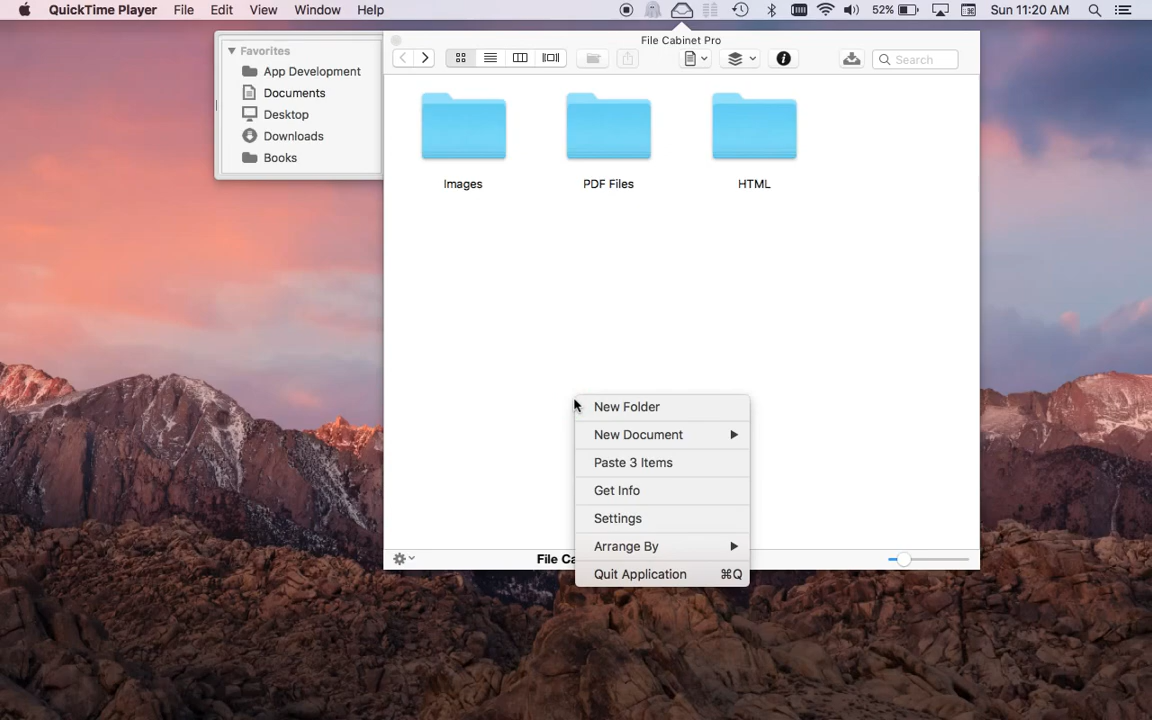 QuickTime Player File Edit View Window Help 52% Sun 11:20 AM
File Cabinet Pro
Search
Favorites
App Development
Documents
Desktop
Downloads
Books
Images PDF Files HTML
New Folder
New Document
Paste 3 Items
Get Info
Settings
Arrange By
Quit Application ⌘Q
File Ca